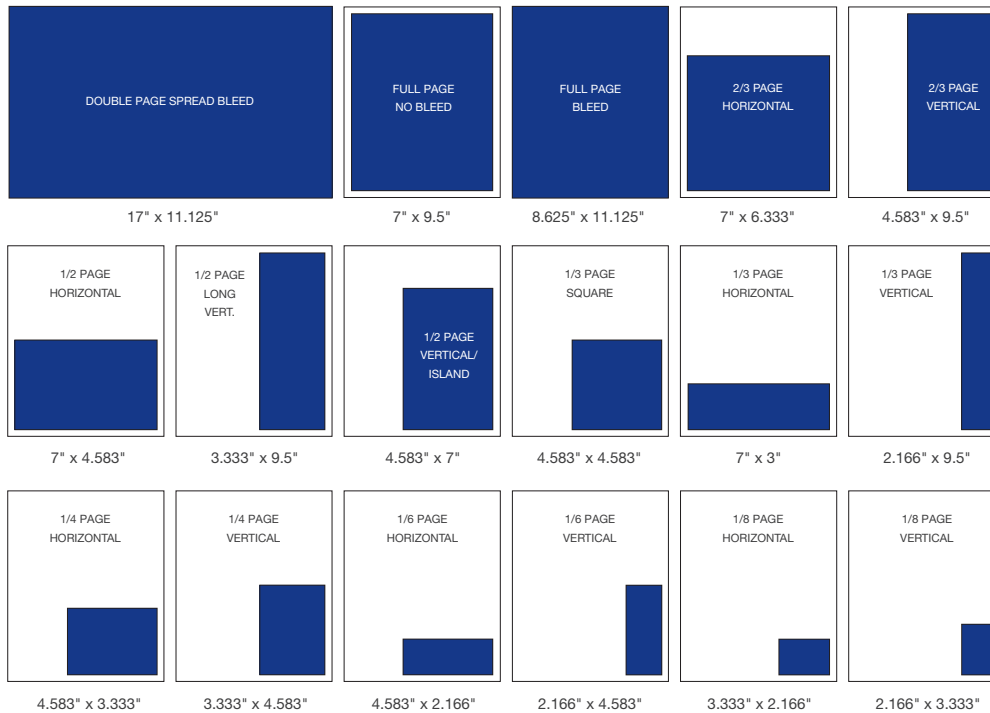 DOUBLE PAGE SPREAD BLEED
17" x 11.125"
FULL PAGE
NO BLEED
7" x 9.5"
FULL PAGE
BLEED
8.625" x 11.125"
2/3 PAGE
HORIZONTAL
7" x 6.333"
2/3 PAGE
VERTICAL
4.583" x 9.5"
1/2 PAGE
HORIZONTAL
7" x 4.583"
1/2 PAGE
LONG
VERT.
3.333" x 9.5"
1/2 PAGE
VERTICAL/
ISLAND
4.583" x 7"
1/3 PAGE
SQUARE
4.583" x 4.583"
1/3 PAGE
HORIZONTAL
7" x 3"
1/3 PAGE
VERTICAL
2.166" x 9.5"
1/4 PAGE
HORIZONTAL
4.583" x 3.333"
1/4 PAGE
VERTICAL
3.333" x 4.583"
1/6 PAGE
HORIZONTAL
4.583" x 2.166"
1/6 PAGE
VERTICAL
2.166" x 4.583"
1/8 PAGE
HORIZONTAL
3.333" x 2.166"
1/8 PAGE
VERTICAL
2.166" x 3.333"